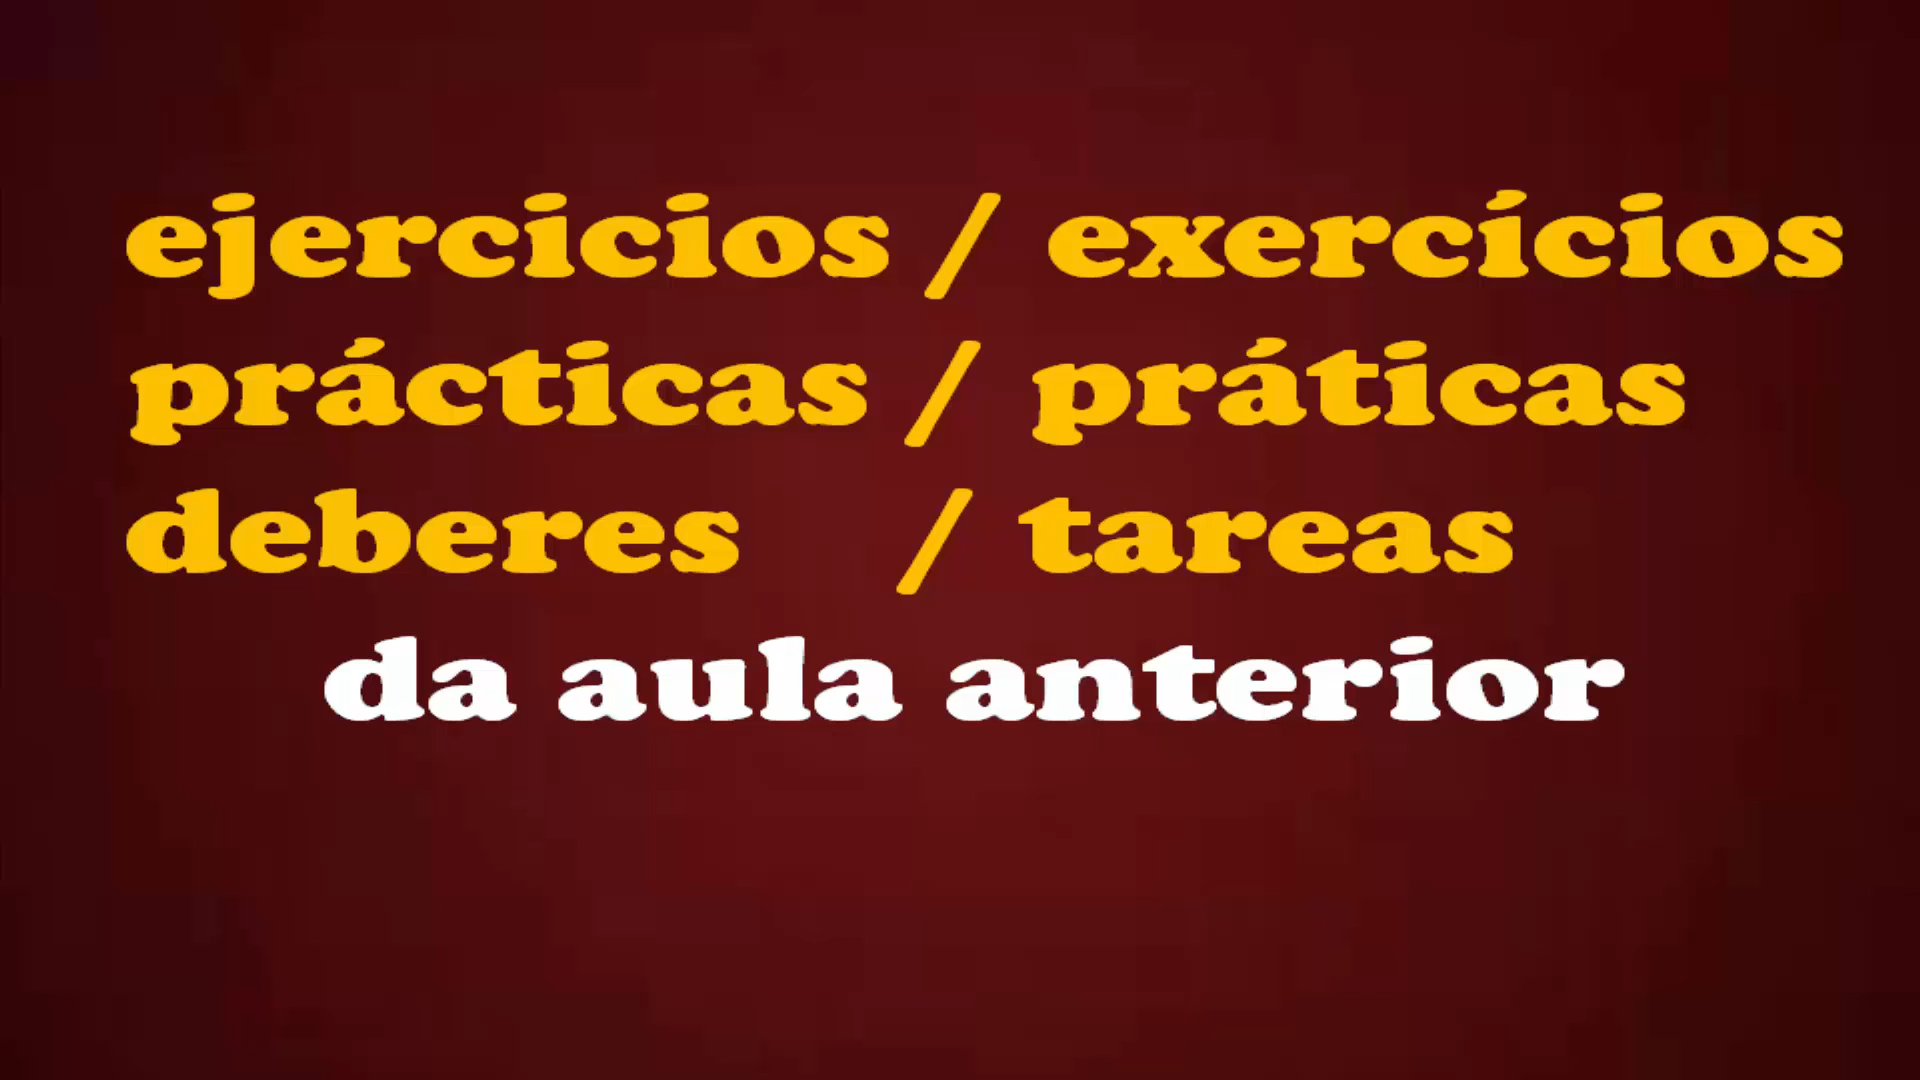 ejercicios / exercícios
prácticas / práticas
deberes / tareas
da aula anterior